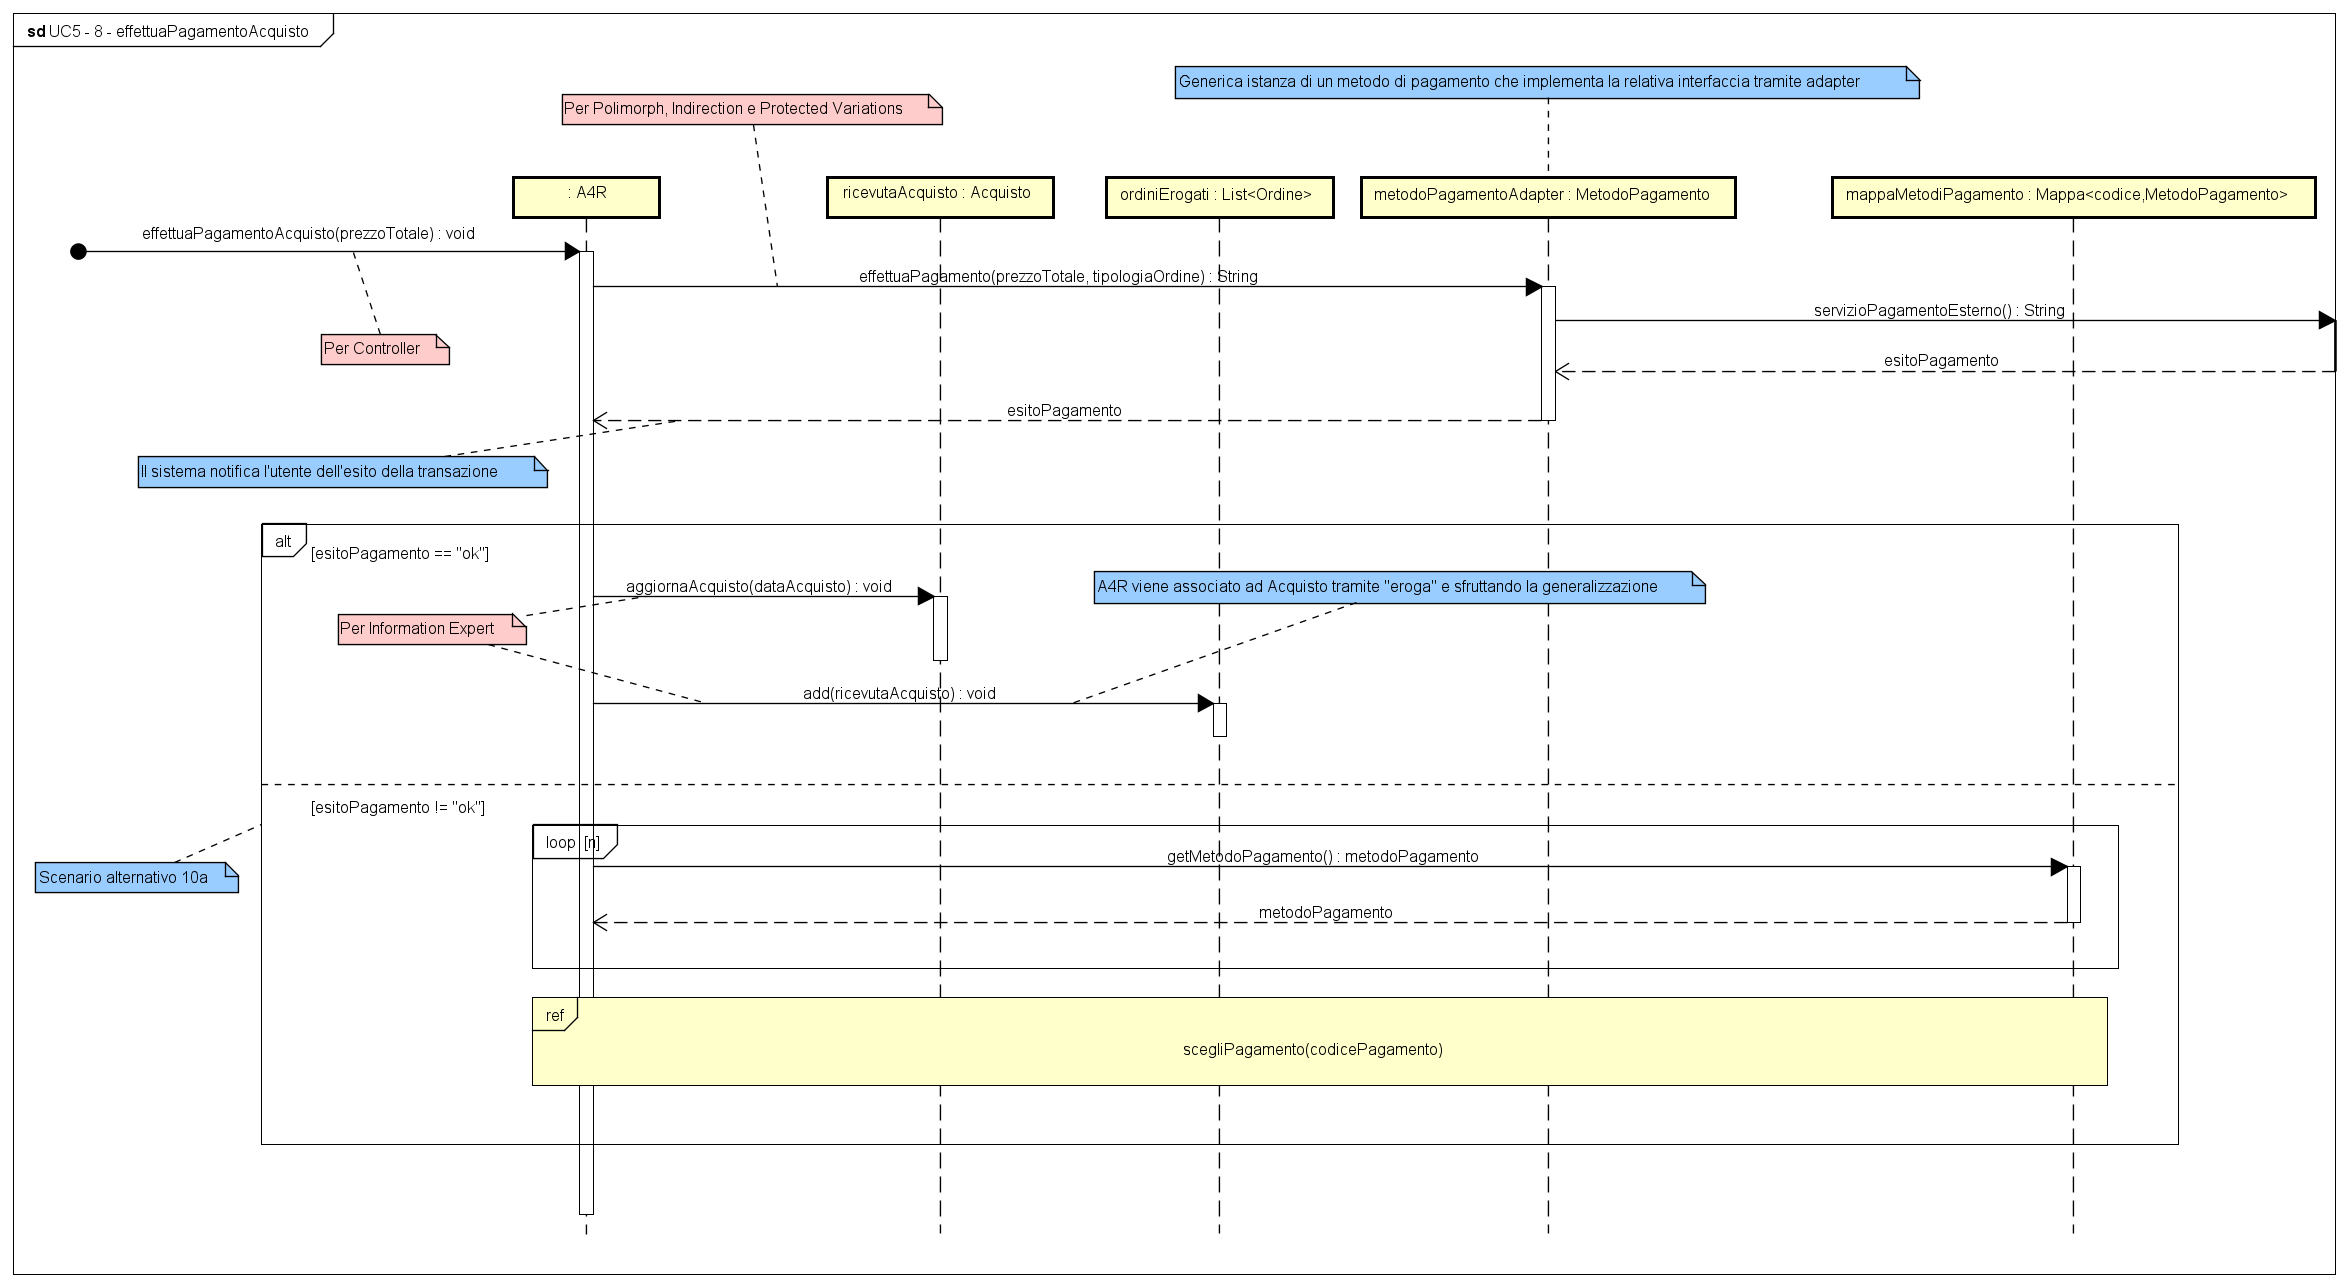 sd UC5 - 8 - effettuaPagamentoAcquisto
Generica istanza di un metodo di pagamento che implementa la relativa interfaccia tramite adapter
Per Polimorph, Indirection e Protected Variations
: A4R
ricevutaAcquisto : Acquisto
ordiniErogati : List<Ordine>
metodoPagamentoAdapter : MetodoPagamento
mappaMetodiPagamento : Mappa<codice,MetodoPagamento>
effettuaPagamentoAcquisto(prezzoTotale) : void
effettuaPagamento(prezzoTotale, tipologiaOrdine) : String
servizioPagamentoEsterno() : String
Per Controller
esitoPagamento
esitoPagamento
Il sistema notifica l'utente dell'esito della transazione
alt
[esitoPagamento == "ok"]
aggiornaAcquisto(dataAcquisto) : void
A4R viene associato ad Acquisto tramite "eroga" e sfruttando la generalizzazione
Per Information Expert
add(ricevutaAcquisto) : void
[esitoPagamento != "ok"]
loop [n]
getMetodoPagamento() : metodoPagamento
Scenario alternativo 10a
metodoPagamento
ref
scegliPagamento(codicePagamento)